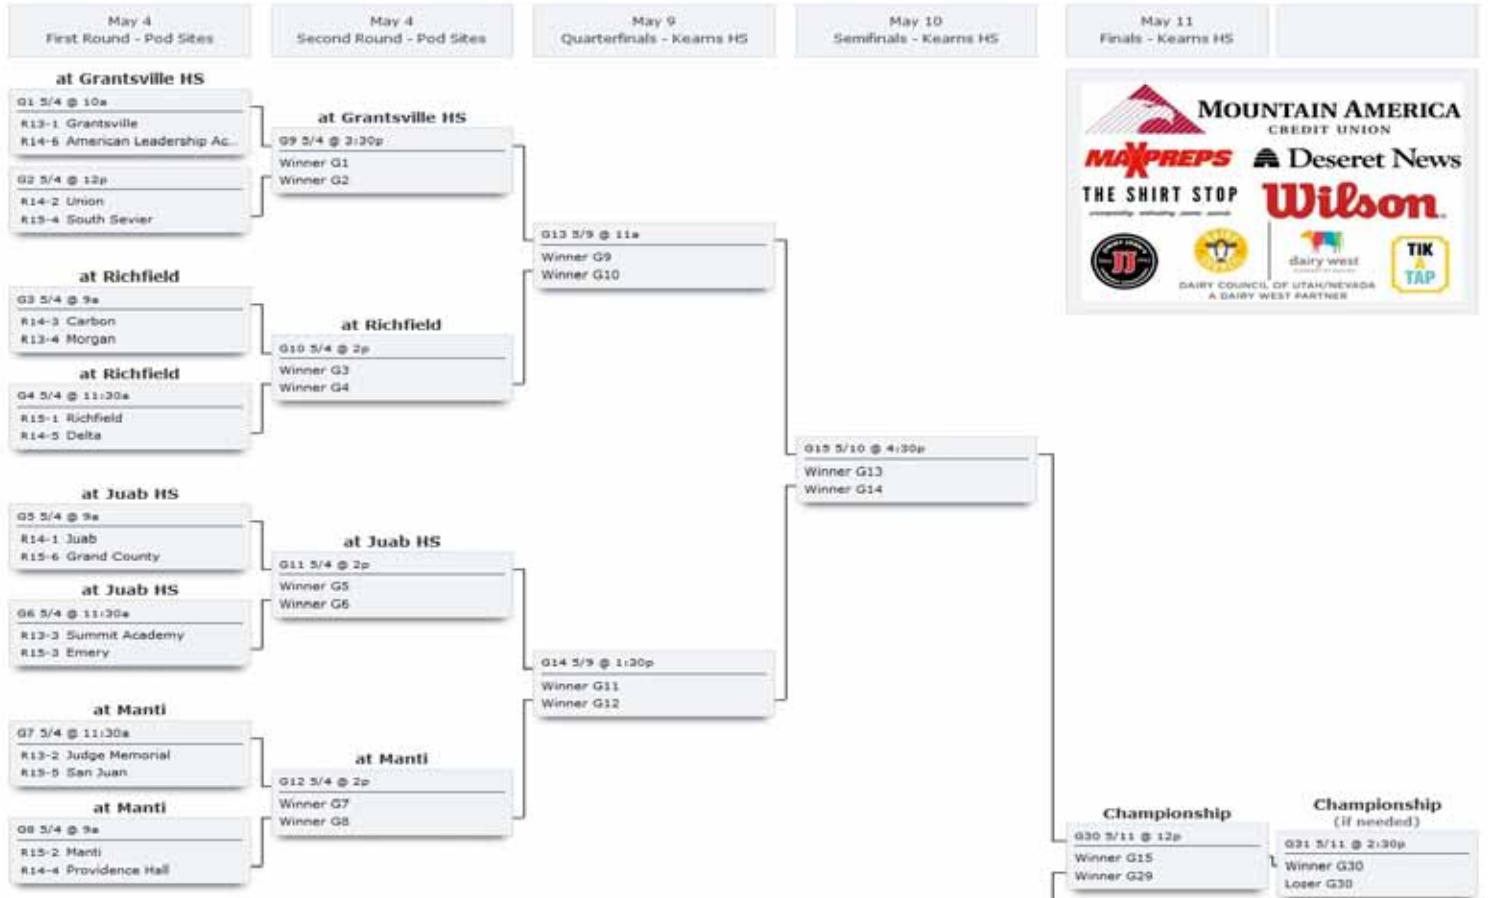 May 4
First Round - Pod Sites
May 4
Second Round - Pod Sites
May 9
Quarterfinals - Kearns HS
May 10
Semifinals - Kearns HS
May 11
Finals - Kearns HS
at Grantsville HS
G1 5/4 @ 10a
R13-1 Grantsville
R14-6 American Leadership Ac...
G2 5/4 @ 12p
R14-2 Union
R15-4 South Sevier
at Richfield
G3 5/4 @ 9a
R14-3 Carbon
R13-4 Morgan
at Richfield
G4 5/4 @ 11:30a
R15-1 Richfield
R14-5 Delta
at Juab HS
G5 5/4 @ 9a
R14-1 Juab
R15-6 Grand County
at Juab HS
G6 5/4 @ 11:30a
R13-3 Summit Academy
R15-3 Emery
at Manti
G7 5/4 @ 11:30a
R13-2 Judge Memorial
R15-5 San Juan
at Manti
G8 5/4 @ 9a
R15-2 Manti
R14-4 Providence Hall
at Grantsville HS
G9 5/4 @ 3:30p
Winner G1
Winner G2
at Richfield
G10 5/4 @ 2p
Winner G3
Winner G4
at Juab HS
G11 5/4 @ 2p
Winner G5
Winner G6
at Manti
G12 5/4 @ 2p
Winner G7
Winner G8
G13 5/9 @ 11a
Winner G9
Winner G10
G14 5/9 @ 1:30p
Winner G11
Winner G12
G15 5/10 @ 4:30p
Winner G13
Winner G14
MOUNTAIN AMERICA
CREDIT UNION
MAXPREPS
Deseret News
THE SHIRT STOP
Wilson
JJ
dairy west
TIK
A
TAP
DAIRY COUNCIL OF UTAH/NEVADA
A DAIRY WEST PARTNER
Championship
G30 5/11 @ 12p
Winner G15
Winner G29
Championship
(if needed)
G31 5/11 @ 2:30p
Winner G30
Loser G30